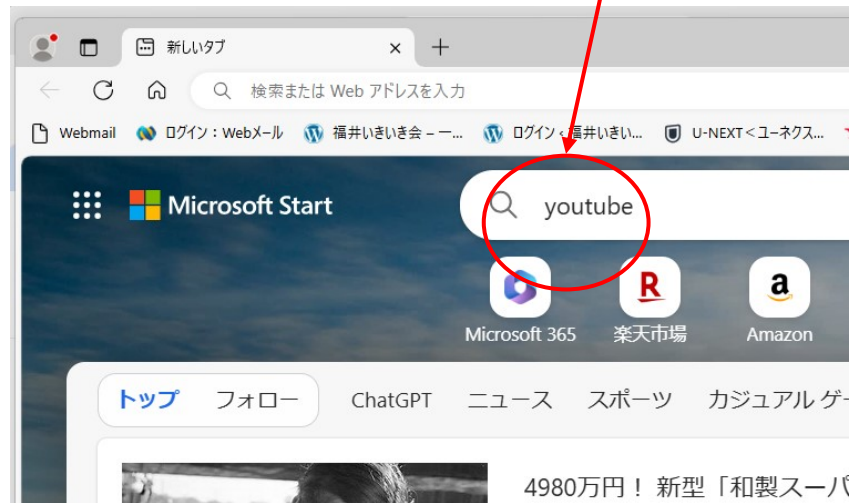 新しいタブ
検索または Web アドレスを入力
Webmail
ログイン : Webメール
福井いきいき会 – 一...
ログイン ‹ 福井いきい...
U-NEXT<ユーネクス...
Microsoft Start
youtube
Microsoft 365
楽天市場
Amazon
トップ フォロー ChatGPT ニュース スポーツ カジュアル ゲー
4980万円！ 新型「和製スーパ